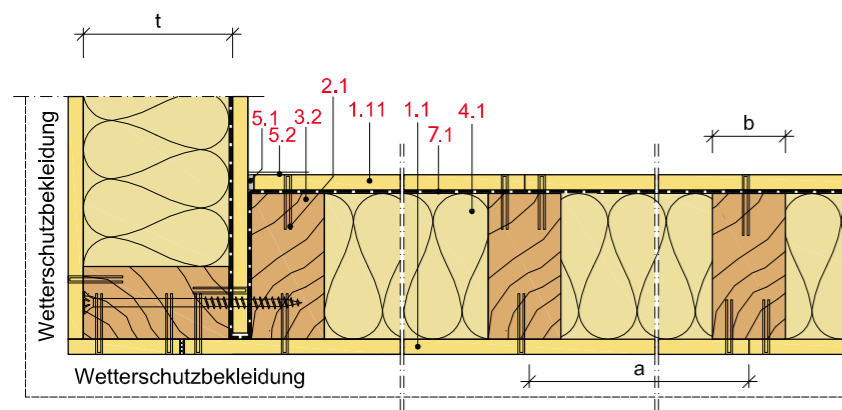 t
2.1
5.1
3.2
1.11
1.1
4.1
5.2
7.1
b
Wetterschutzbekleidung
Wetterschutzbekleidung
a